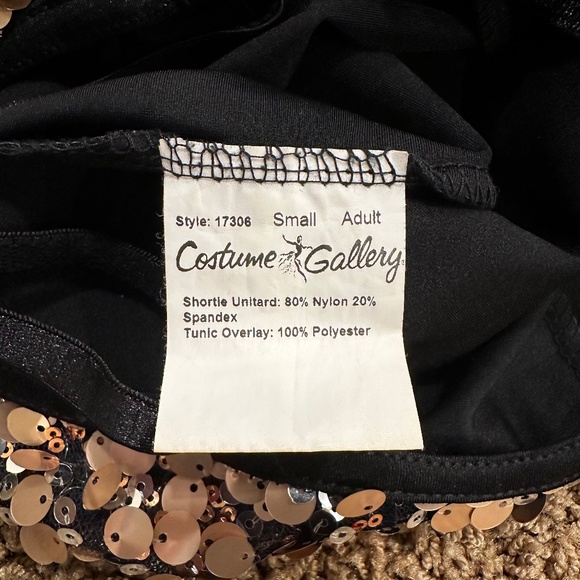 Style: 17306 Small Adult
Costume Gallery
Shortie Unitard: 80% Nylon 20%
Spandex
Tunic Overlay: 100% Polyester